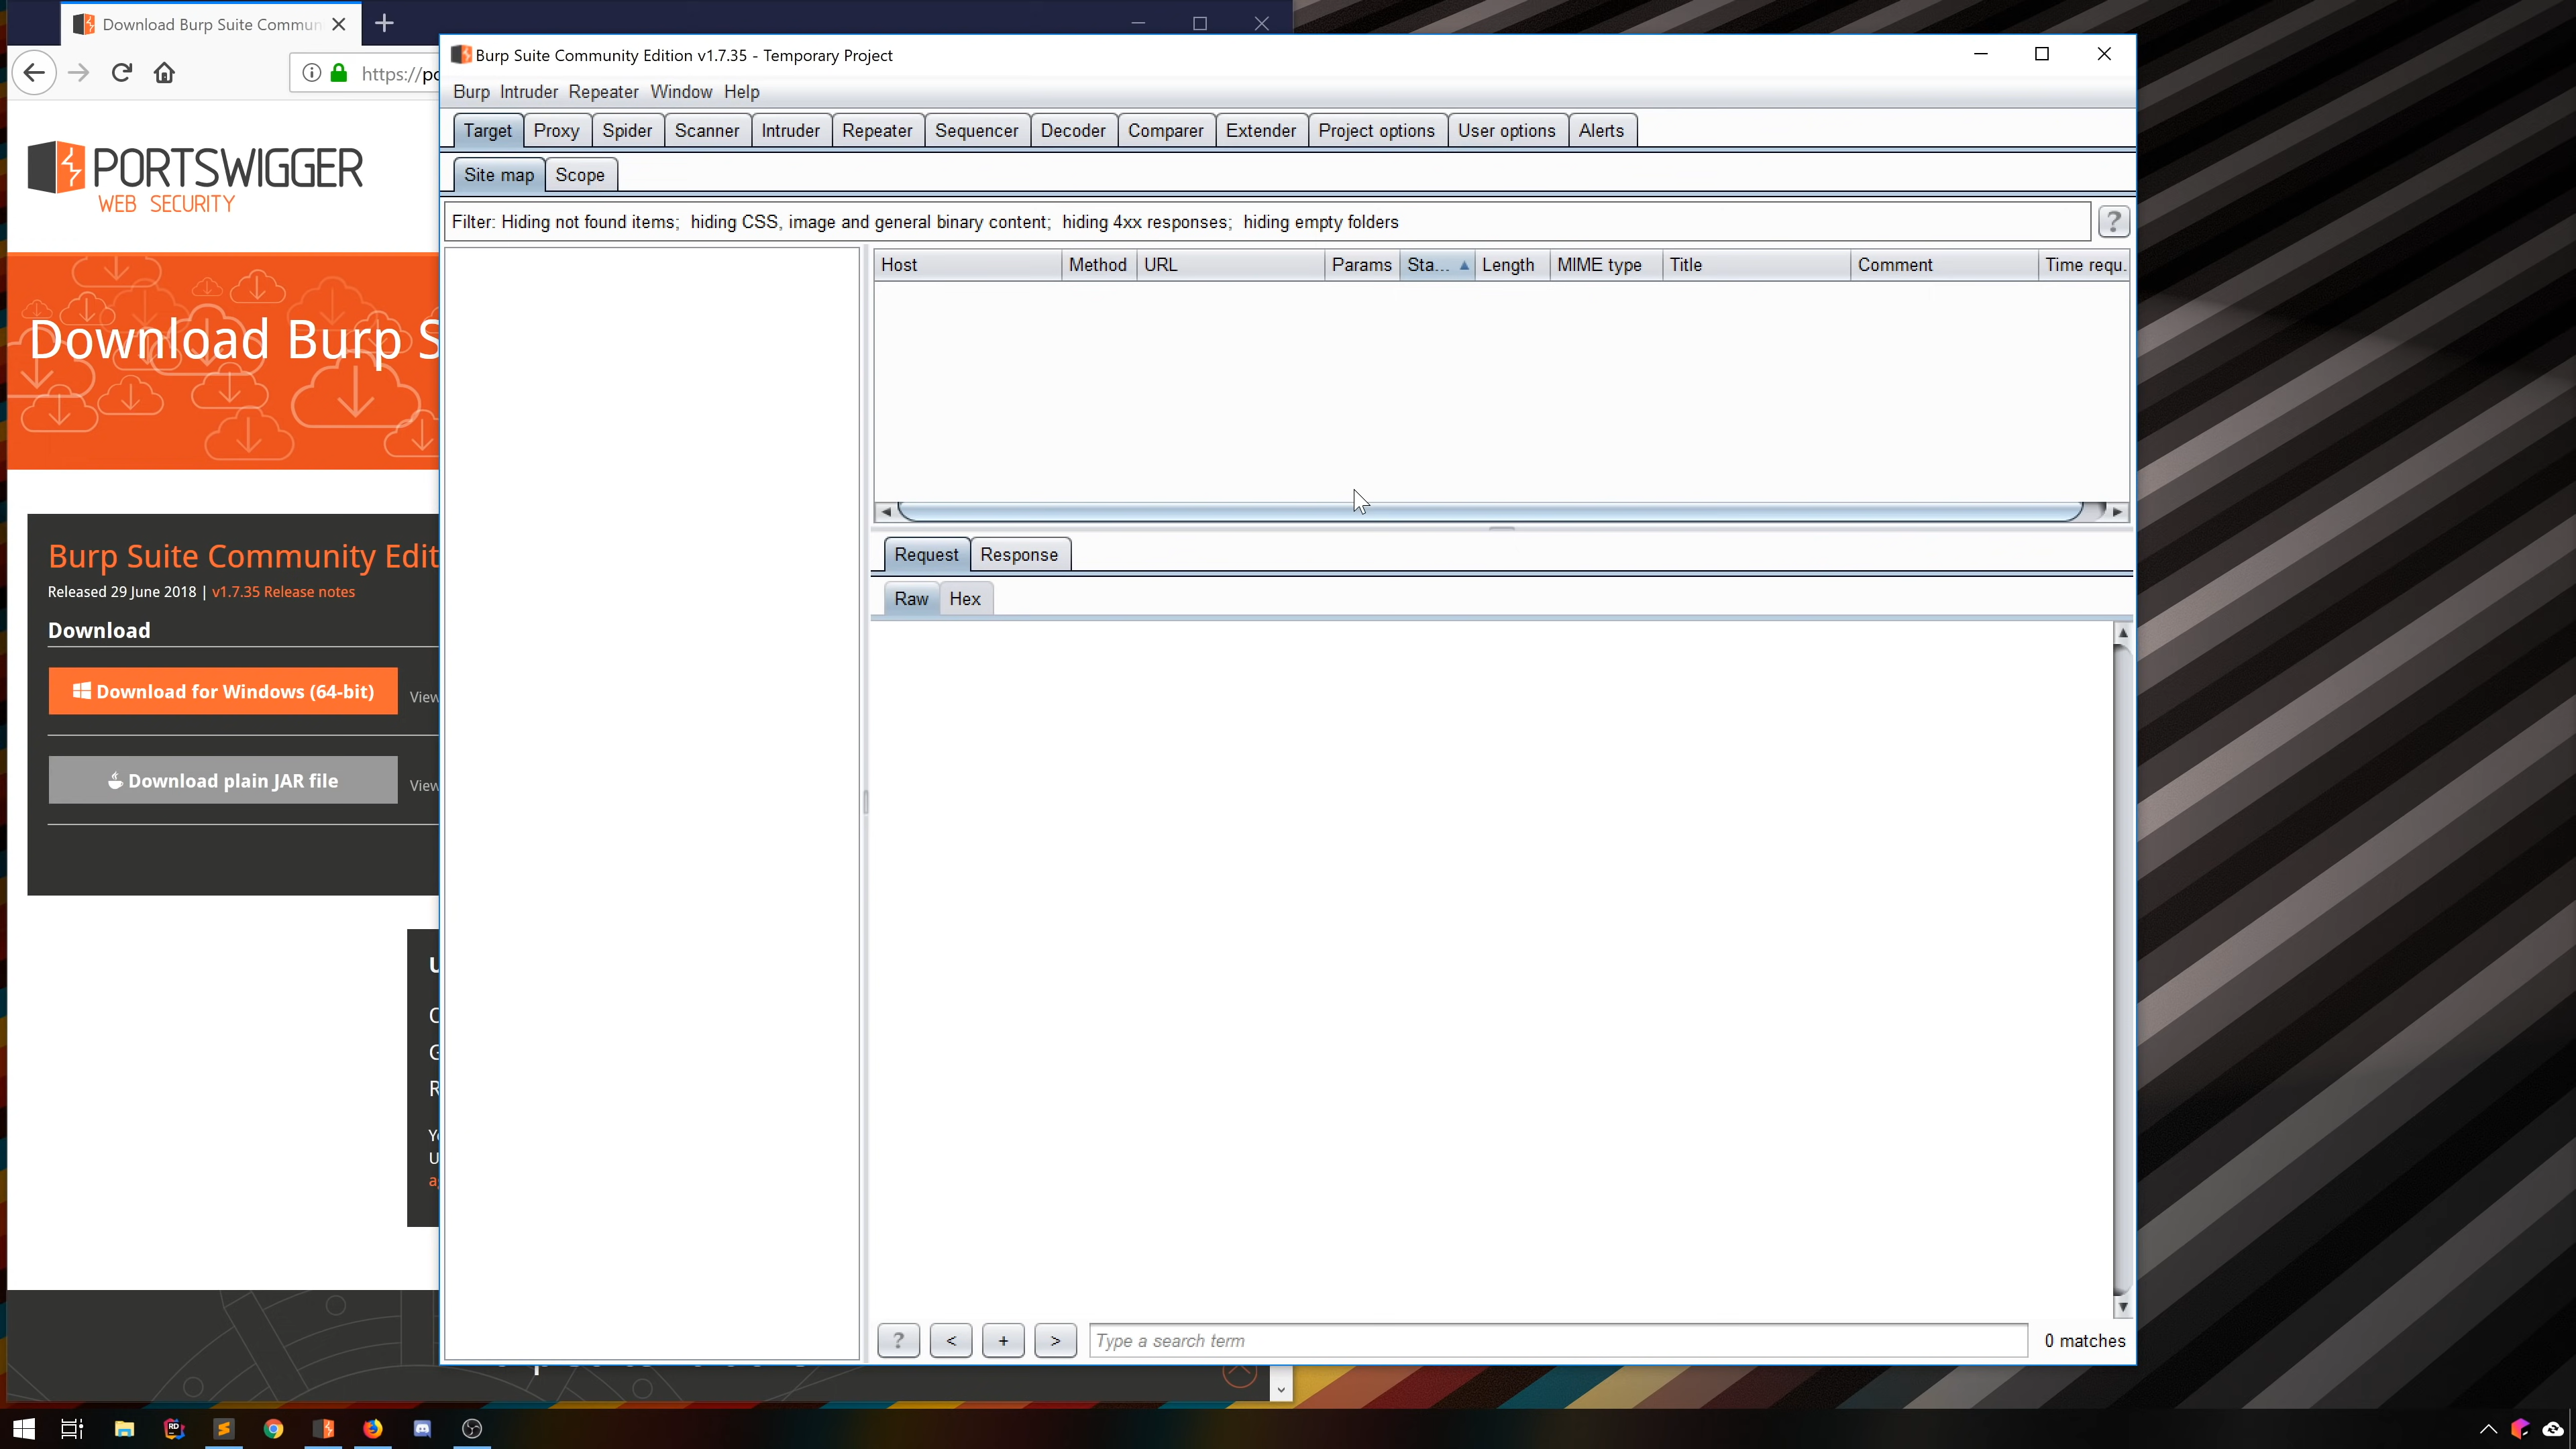 Download Burp Suite Commun
https://po
PORTSWIGGER
WEB SECURITY
Download Burp S
Burp Suite Community Edit
Released 29 June 2018 | v1.7.35 Release notes
Download
Download for Windows (64-bit)
View
Download plain JAR file
View
Burp Suite Community Edition v1.7.35 - Temporary Project
Burp Intruder Repeater Window Help
Target Proxy Spider Scanner Intruder Repeater Sequencer Decoder Comparer Extender Project options User options Alerts
Site map Scope
Filter: Hiding not found items; hiding CSS, image and general binary content; hiding 4xx responses; hiding empty folders
?
Host Method URL Params Sta... Length MIME type Title Comment Time requ.
Request Response
Raw Hex
? < + > Type a search term 0 matches
RD